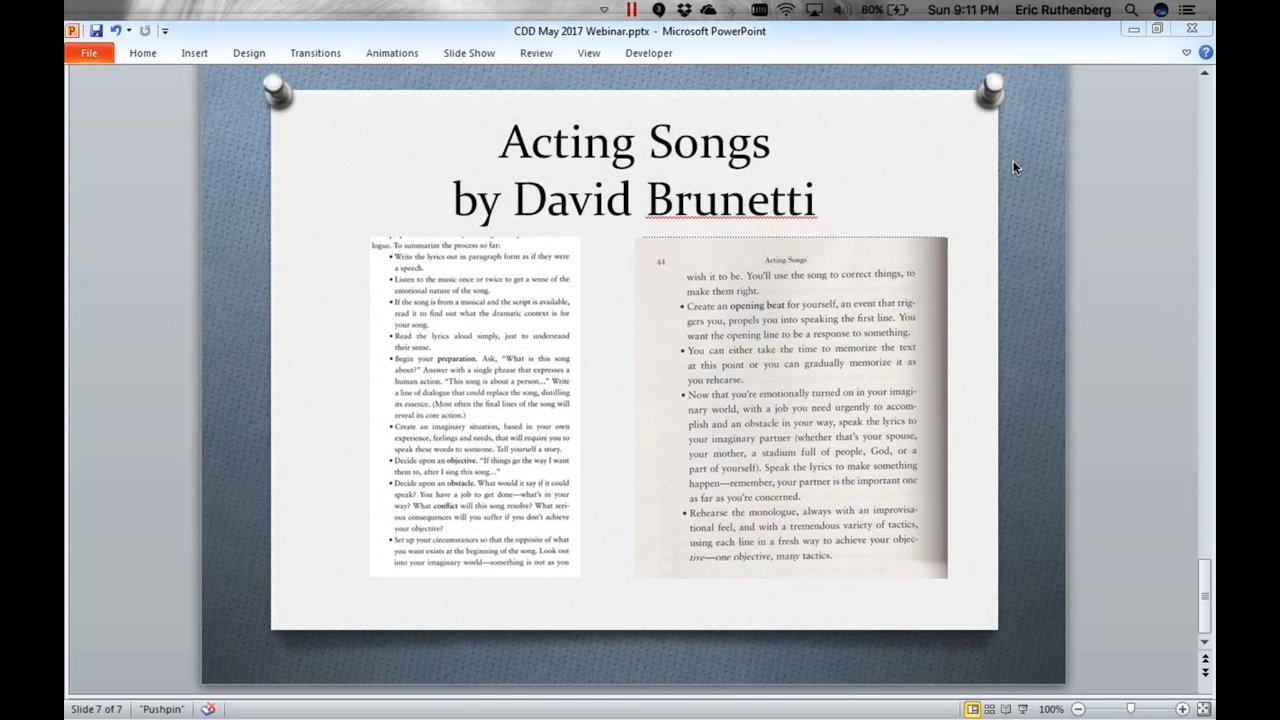 80%
Sun 9:11 PM
Eric Ruthenberg
CDD May 2017 Webinar.pptx - Microsoft PowerPoint
File
Home
Insert
Design
Transitions
Animations
Slide Show
Review
View
Developer
Acting Songs
by David Brunetti
logue. To summarize the process so far:
• Write the lyrics out in paragraph form as if they were
a speech.
• Listen to the music once or twice to get a sense of the
emotional nature of the song.
• If the song is from a musical and the script is available,
read it to find out what the dramatic context is for
your song.
• Read the lyrics aloud simply, just to understand
their sense.
• Begin your preparation. Ask, “What is this song
about?” Answer with a single phrase that expresses a
human action. “This song is about a person...” Write
a line of dialogue that could replace the song, distilling
its essence. (Most often the final lines of the song will
reveal its core action.)
• Create an imaginary situation, based in your own
experience, feelings and needs, that will require you to
speak these words to someone. Tell yourself a story.
• Decide upon an objective. “If things go the way I want
them to, after I sing this song...”
• Decide upon an obstacle. What would it say if it could
speak? You have a job to get done—what's in your
way? What conflict will this song resolve? What seri-
ous consequences will you suffer if you don't achieve
your objective?
• Set up your circumstances so that the opposite of what
you want exists at the beginning of the song. Look out
into your imaginary world—something is not as you
44
Acting Songs
wish it to be. You'll use the song to correct things, to
make them right.
• Create an opening beat for yourself, an event that trig-
gers you, propels you into speaking the first line. You
want the opening line to be a response to something.
• You can either take the time to memorize the text
at this point or you can gradually memorize it as
you rehearse.
• Now that you're emotionally turned on in your imagi-
nary world, with a job you need urgently to accom-
plish and an obstacle in your way, speak the lyrics to
your imaginary partner (whether that's your spouse,
your mother, a stadium full of people, God, or a
part of yourself). Speak the lyrics to make something
happen—remember, your partner is the important one
as far as you're concerned.
• Rehearse the monologue, always with an improvisa-
tional feel, and with a tremendous variety of tactics,
using each line in a fresh way to achieve your objec-
tive—one objective, many tactics.
Slide 7 of 7
"Pushpin"
100%